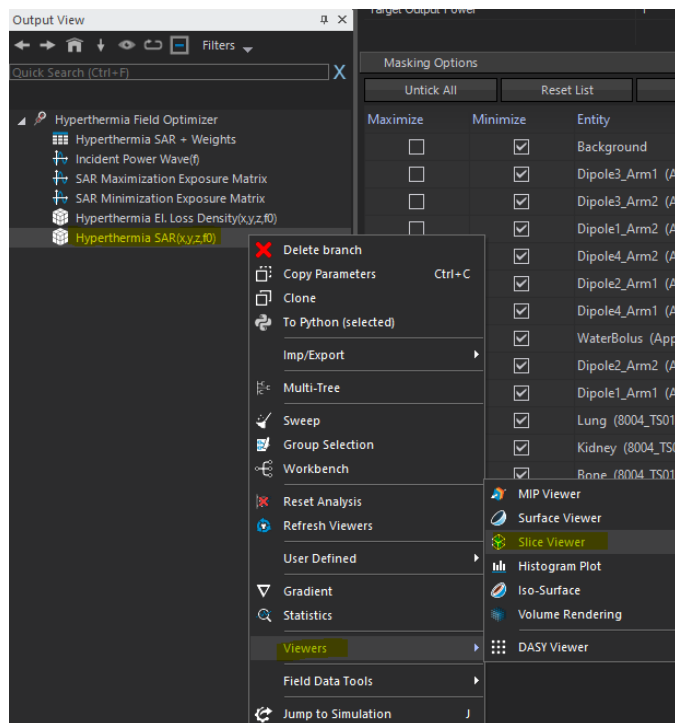 Output View
Filters
Quick Search (Ctrl+F)
X
Hyperthermia Field Optimizer
Hyperthermia SAR + Weights
Incident Power Wave(f)
SAR Maximization Exposure Matrix
SAR Minimization Exposure Matrix
Hyperthermia El. Loss Density(x,y,z,f0)
Hyperthermia SAR(x,y,z,f0)
Target Output Power
Masking Options
Untick All Reset List
Maximize Minimize Entity
Background
Dipole3_Arm1 (A
Dipole3_Arm2 (A
Dipole1_Arm2 (A
Dipole4_Arm2 (A
Dipole2_Arm1 (A
Dipole4_Arm1 (A
WaterBolus (App
Dipole2_Arm2 (A
Dipole1_Arm1 (A
Lung (8004_TS01
Kidney (8004_TS0
Bone (8004_TS01
Delete branch
Copy Parameters Ctrl+C
Clone
To Python (selected)
Imp/Export
Multi-Tree
Sweep
Group Selection
Workbench
Reset Analysis
Refresh Viewers
User Defined
Gradient
Statistics
Viewers
Field Data Tools
Jump to Simulation J
MIP Viewer
Surface Viewer
Slice Viewer
Histogram Plot
Iso-Surface
Volume Rendering
DASY Viewer